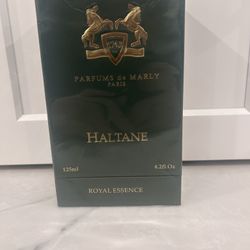 PARFUMS de MARLY
PARIS
HALTANE
125ml 4.2fl Oz
ROYAL ESSENCE